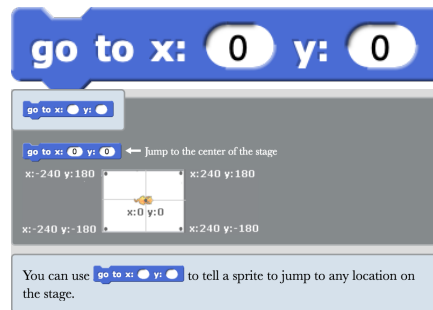 go to x: 0 y: 0
go to x: y:
go to x: 0 y: 0 Jump to the center of the stage
x:-240 y:180 x:240 y:180
x:0 y:0
x:-240 y:-180 x:240 y:-180
You can use go to x: y: to tell a sprite to jump to any location on
the stage.